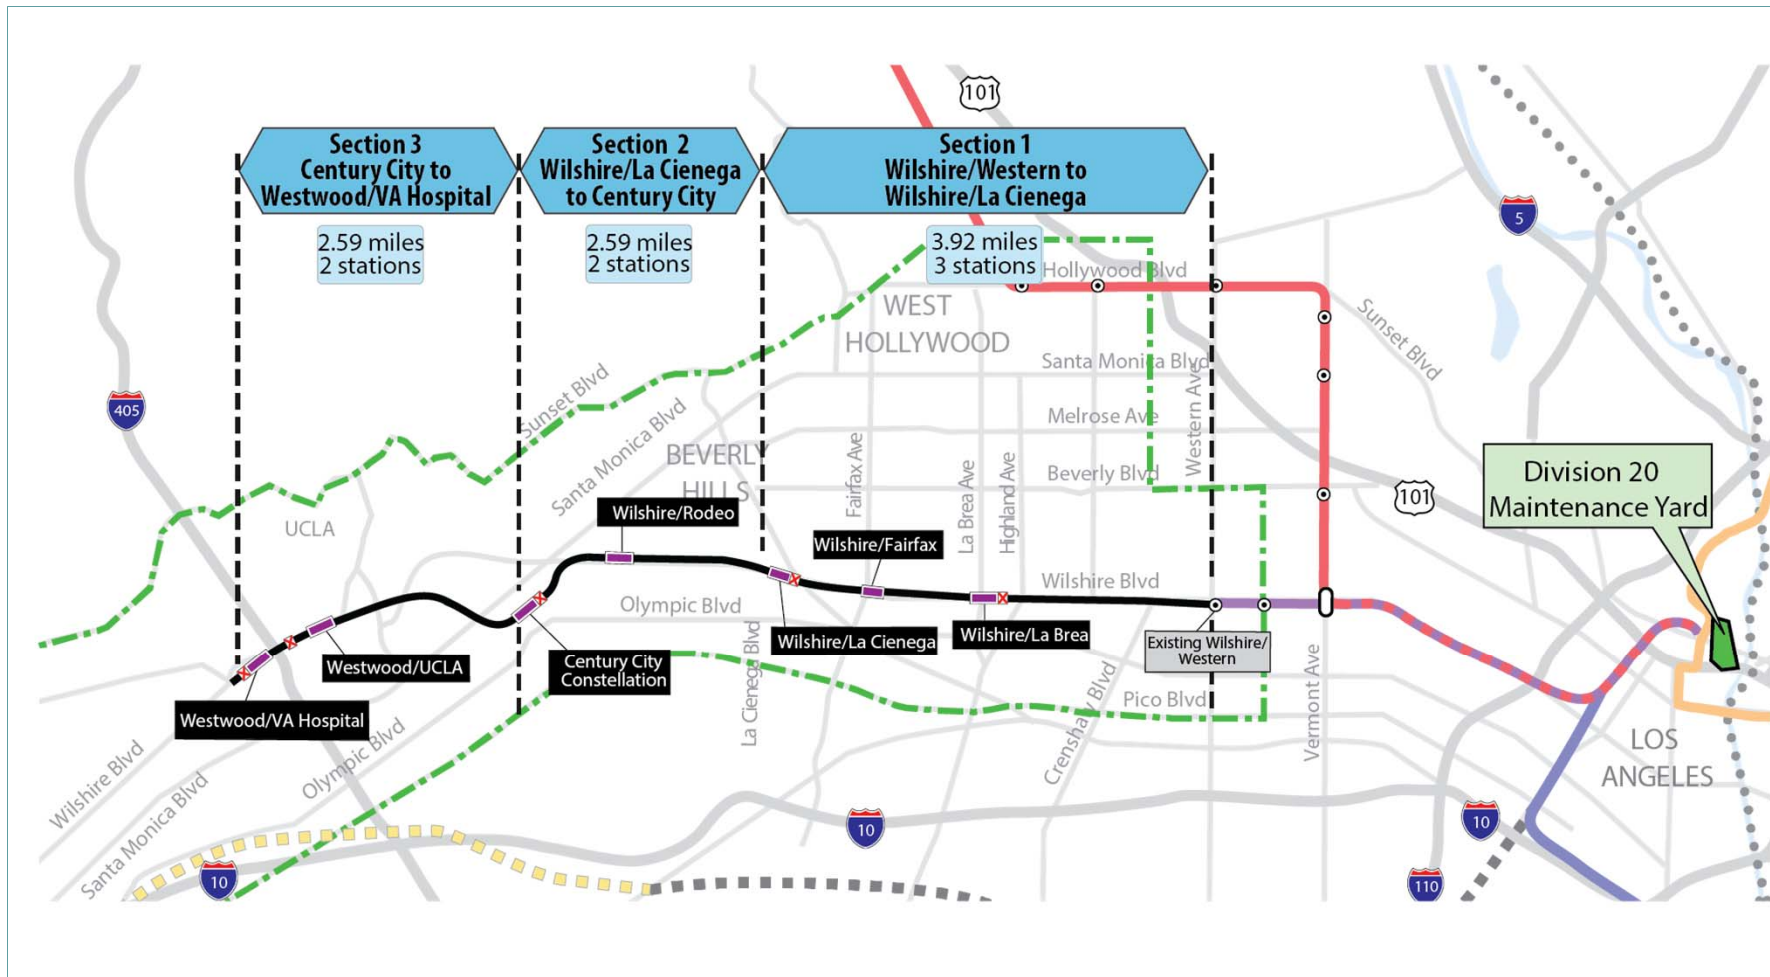 101
Section 3
Century City to
Westwood/VA Hospital
Section 2
Wilshire/La Cienega
to Century City
Section 1
Wilshire/Western to
Wilshire/La Cienega
2.59 miles
2 stations
2.59 miles
2 stations
3.92 miles
3 stations
5
Hollywood Blvd
WEST
HOLLYWOOD
Sunset Blvd
Santa Monica Blvd
Western Ave
405
Sunset Blvd
Santa Monica Blvd
Melrose Ave
BEVERLY
HILLS
Fairfax Ave
La Brea Ave
Highland Ave
Beverly Blvd
101
Division 20
Maintenance Yard
UCLA
Wilshire/Rodeo
Wilshire/Fairfax
Wilshire Blvd
Olympic Blvd
Wilshire/La Cienega
Wilshire/La Brea
Existing Wilshire/
Western
Westwood/UCLA
Century City
Constellation
La Cienega Blvd
Crenshaw Blvd
Pico Blvd
Vermont Ave
Westwood/VA Hospital
Wilshire Blvd
Santa Monica Blvd
Olympic Blvd
LOS
ANGELES
10
10
10
110